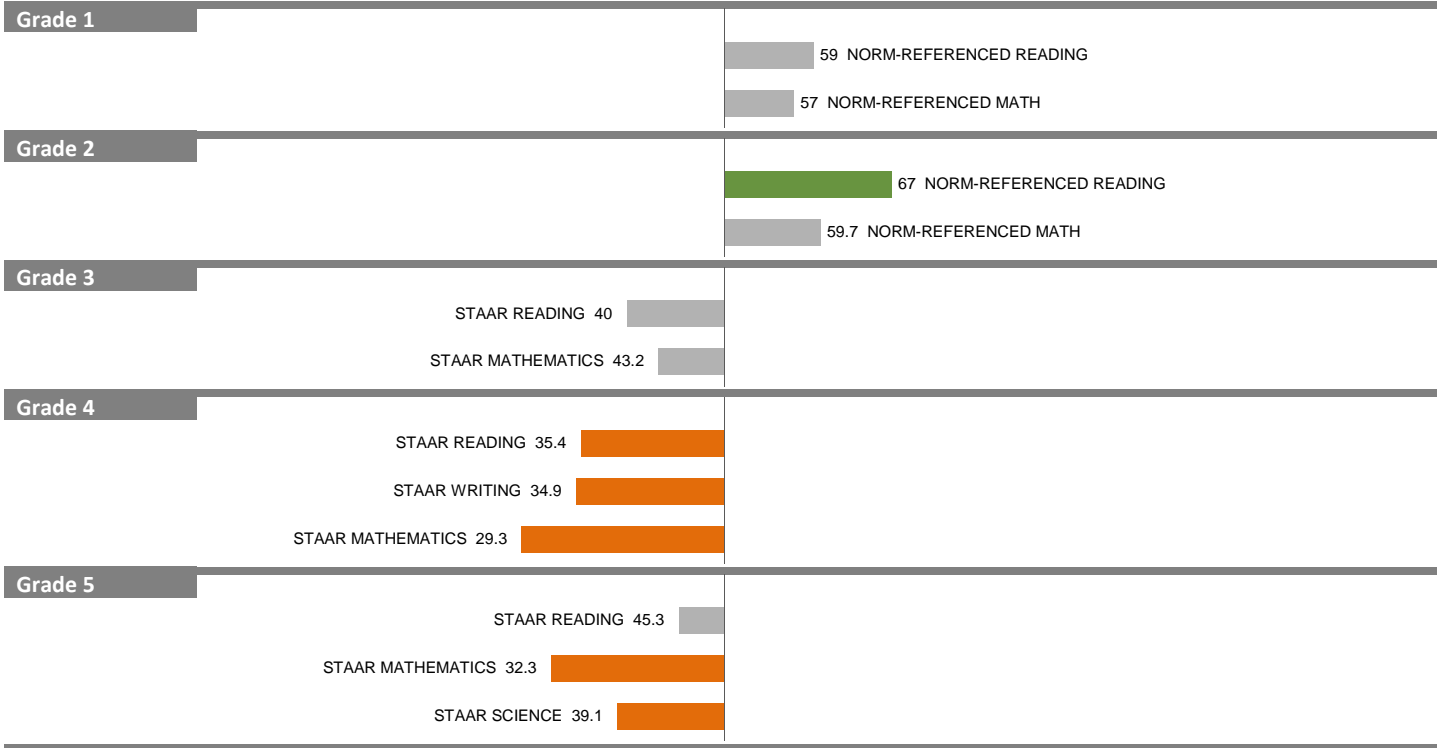 Grade 1
59 NORM-REFERENCED READING
57 NORM-REFERENCED MATH
Grade 2
67 NORM-REFERENCED READING
59.7 NORM-REFERENCED MATH
Grade 3
STAAR READING 40
STAAR MATHEMATICS 43.2
Grade 4
STAAR READING 35.4
STAAR WRITING 34.9
STAAR MATHEMATICS 29.3
Grade 5
STAAR READING 45.3
STAAR MATHEMATICS 32.3
STAAR SCIENCE 39.1